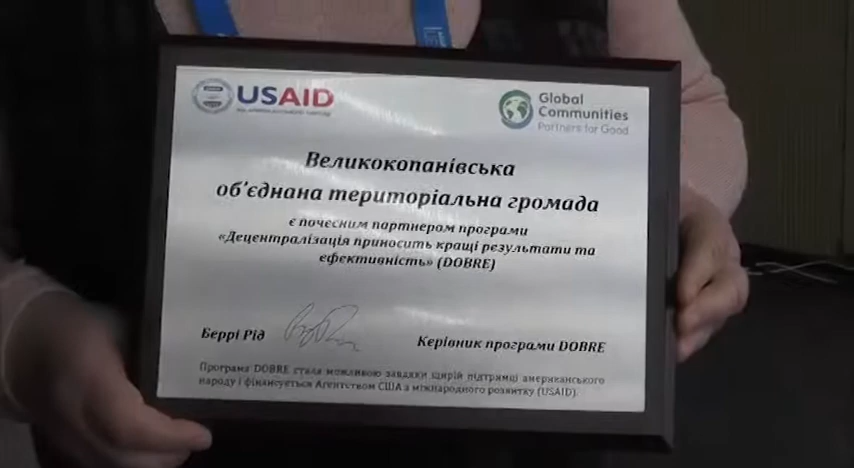 USAID
Global
Communities
Partners for Good
Великокопанівська
об'єднана територіальна громада
є почесним партнером програми
«Децентралізація приносить кращі результати та
ефективність» (DOBRE)
Беррі Рід
Керівник програми DOBRE
Програма DOBRE стала можливою завдяки щирій підтримці американського
народу і фінансується Агентством США з міжнародного розвитку (USAID).